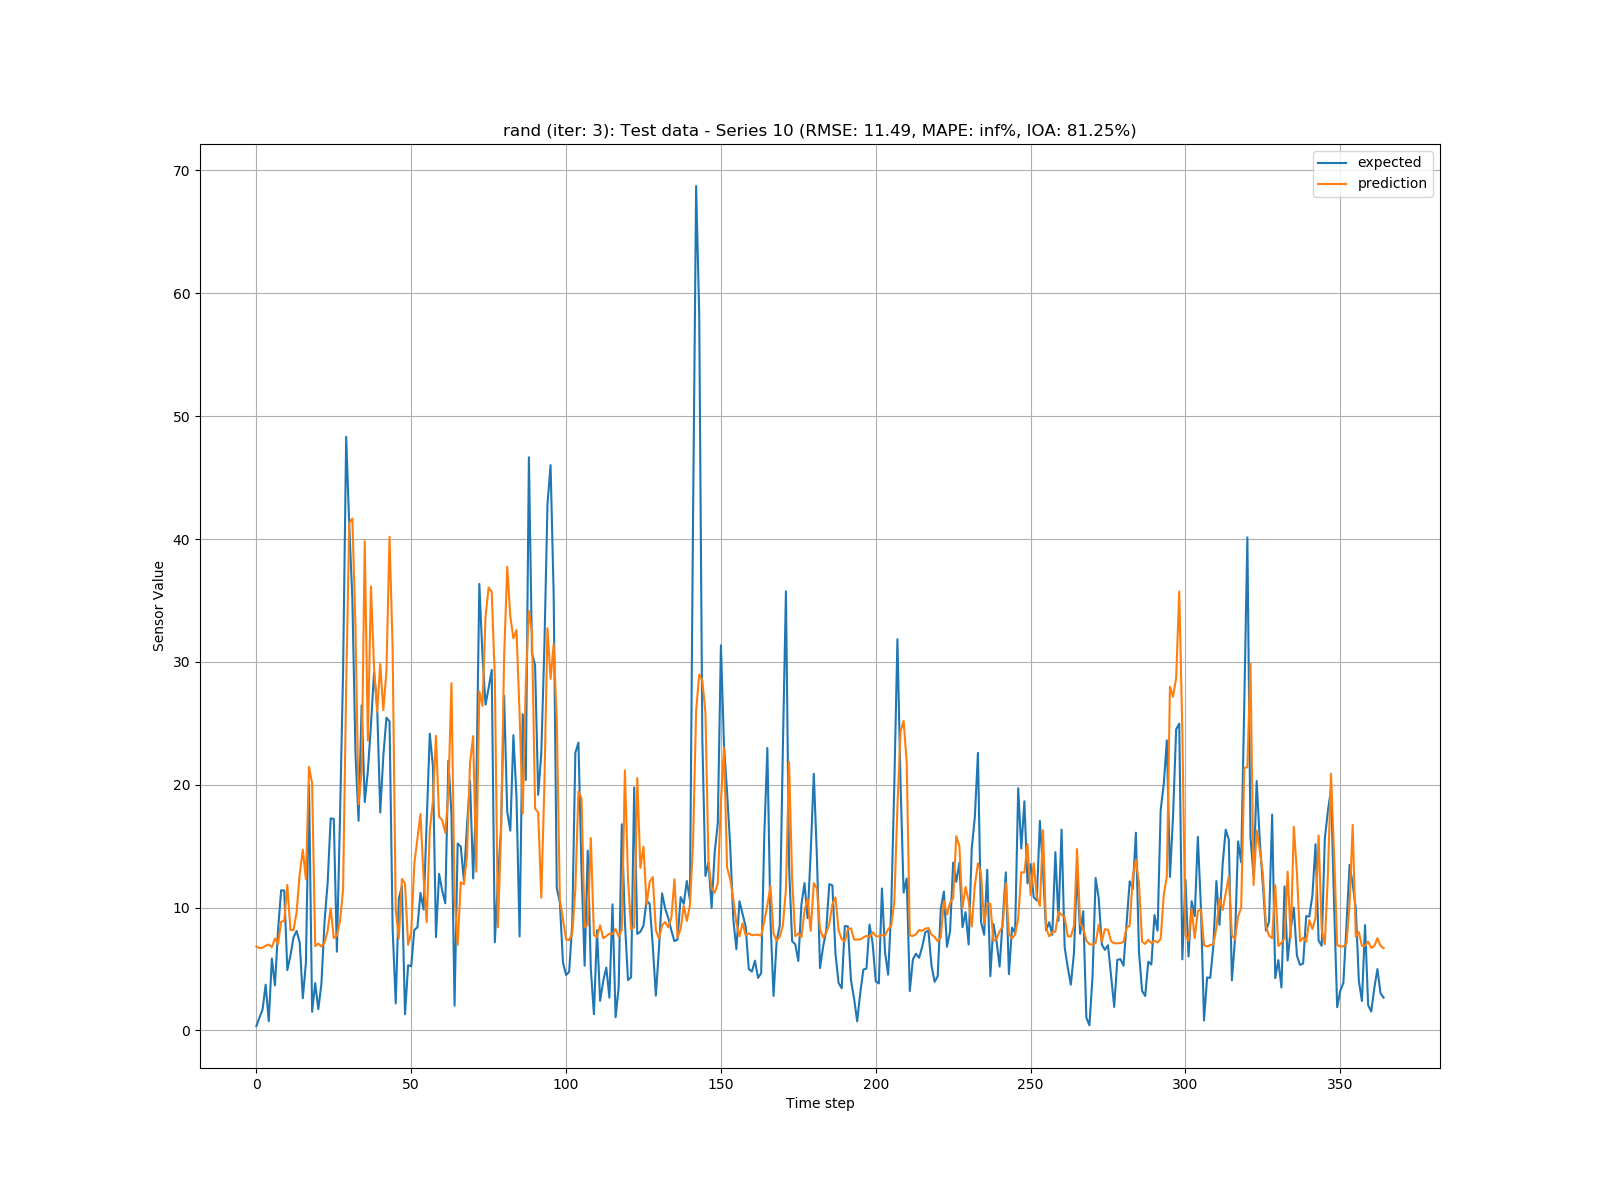 rand (iter: 3): Test data - Series 10 (RMSE: 11.49, MAPE: inf%, IOA: 81.25%)
expected
prediction
70
60
50
40
30
20
10
0
Sensor Value
0 50 100 150 200 250 300 350
Time step